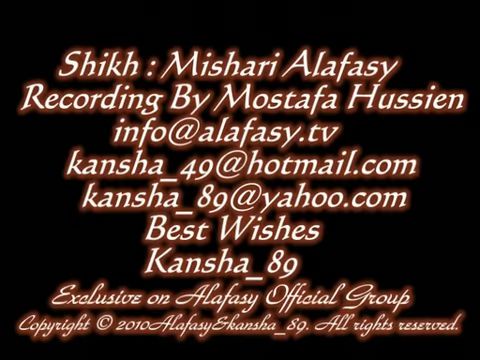 Shikh : Mishari Alafasy
Recording By Mostafa Hussien
info@alafasy.tv
kansha_49@hotmail.com
kansha_89@yahoo.com
Best Wishes
Kansha_89
Exclusive on Alafasy Official Group
Copyright © 2010Alafasy&kansha_89. All rights reserved.